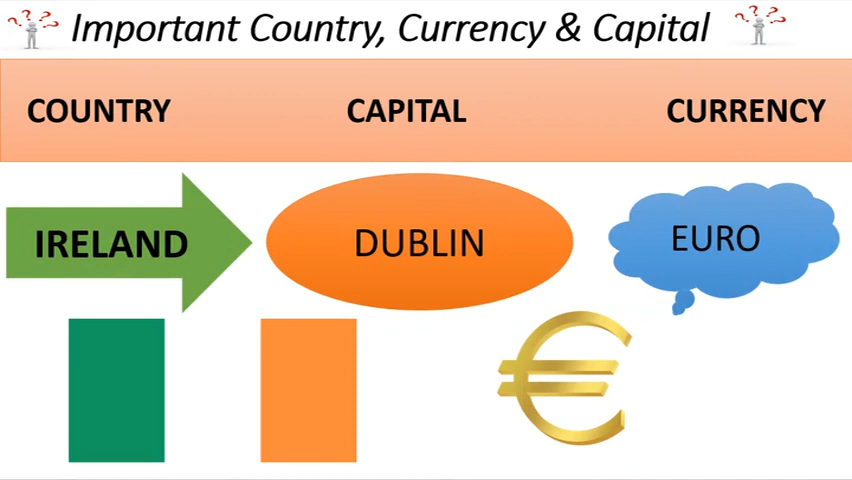 Important Country, Currency & Capital
COUNTRY CAPITAL CURRENCY
IRELAND DUBLIN EURO